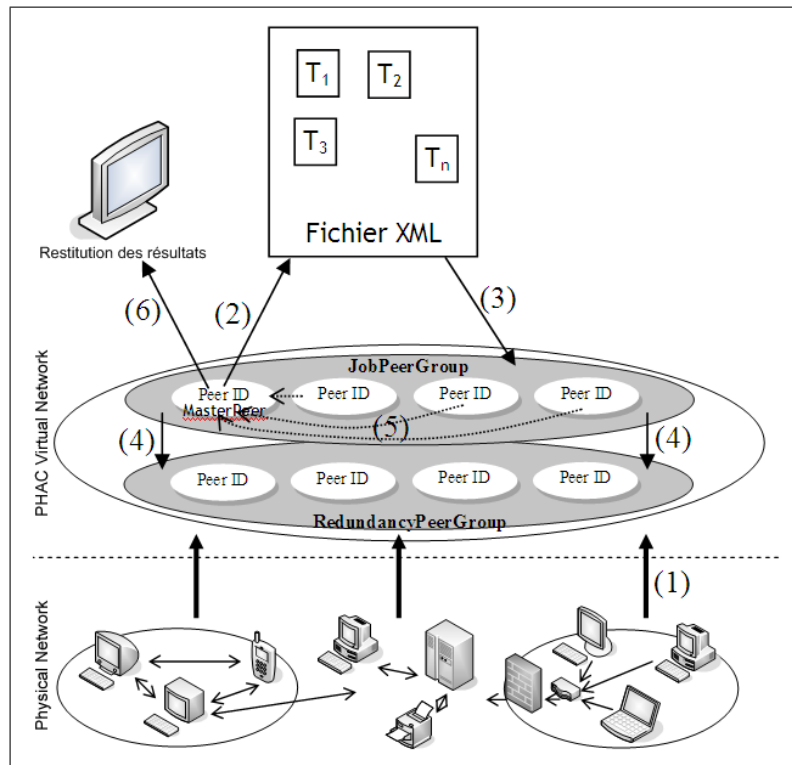 T1
T2
T3
Tn
Fichier XML
Restitution des résultats
(6)
(2)
(3)
PHAC Virtual Network
JobPeerGroup
Peer ID
MasterPeer
Peer ID
Peer ID
Peer ID
(5)
(4)
(4)
Peer ID
Peer ID
Peer ID
Peer ID
RedundancyPeerGroup
(1)
Physical Network